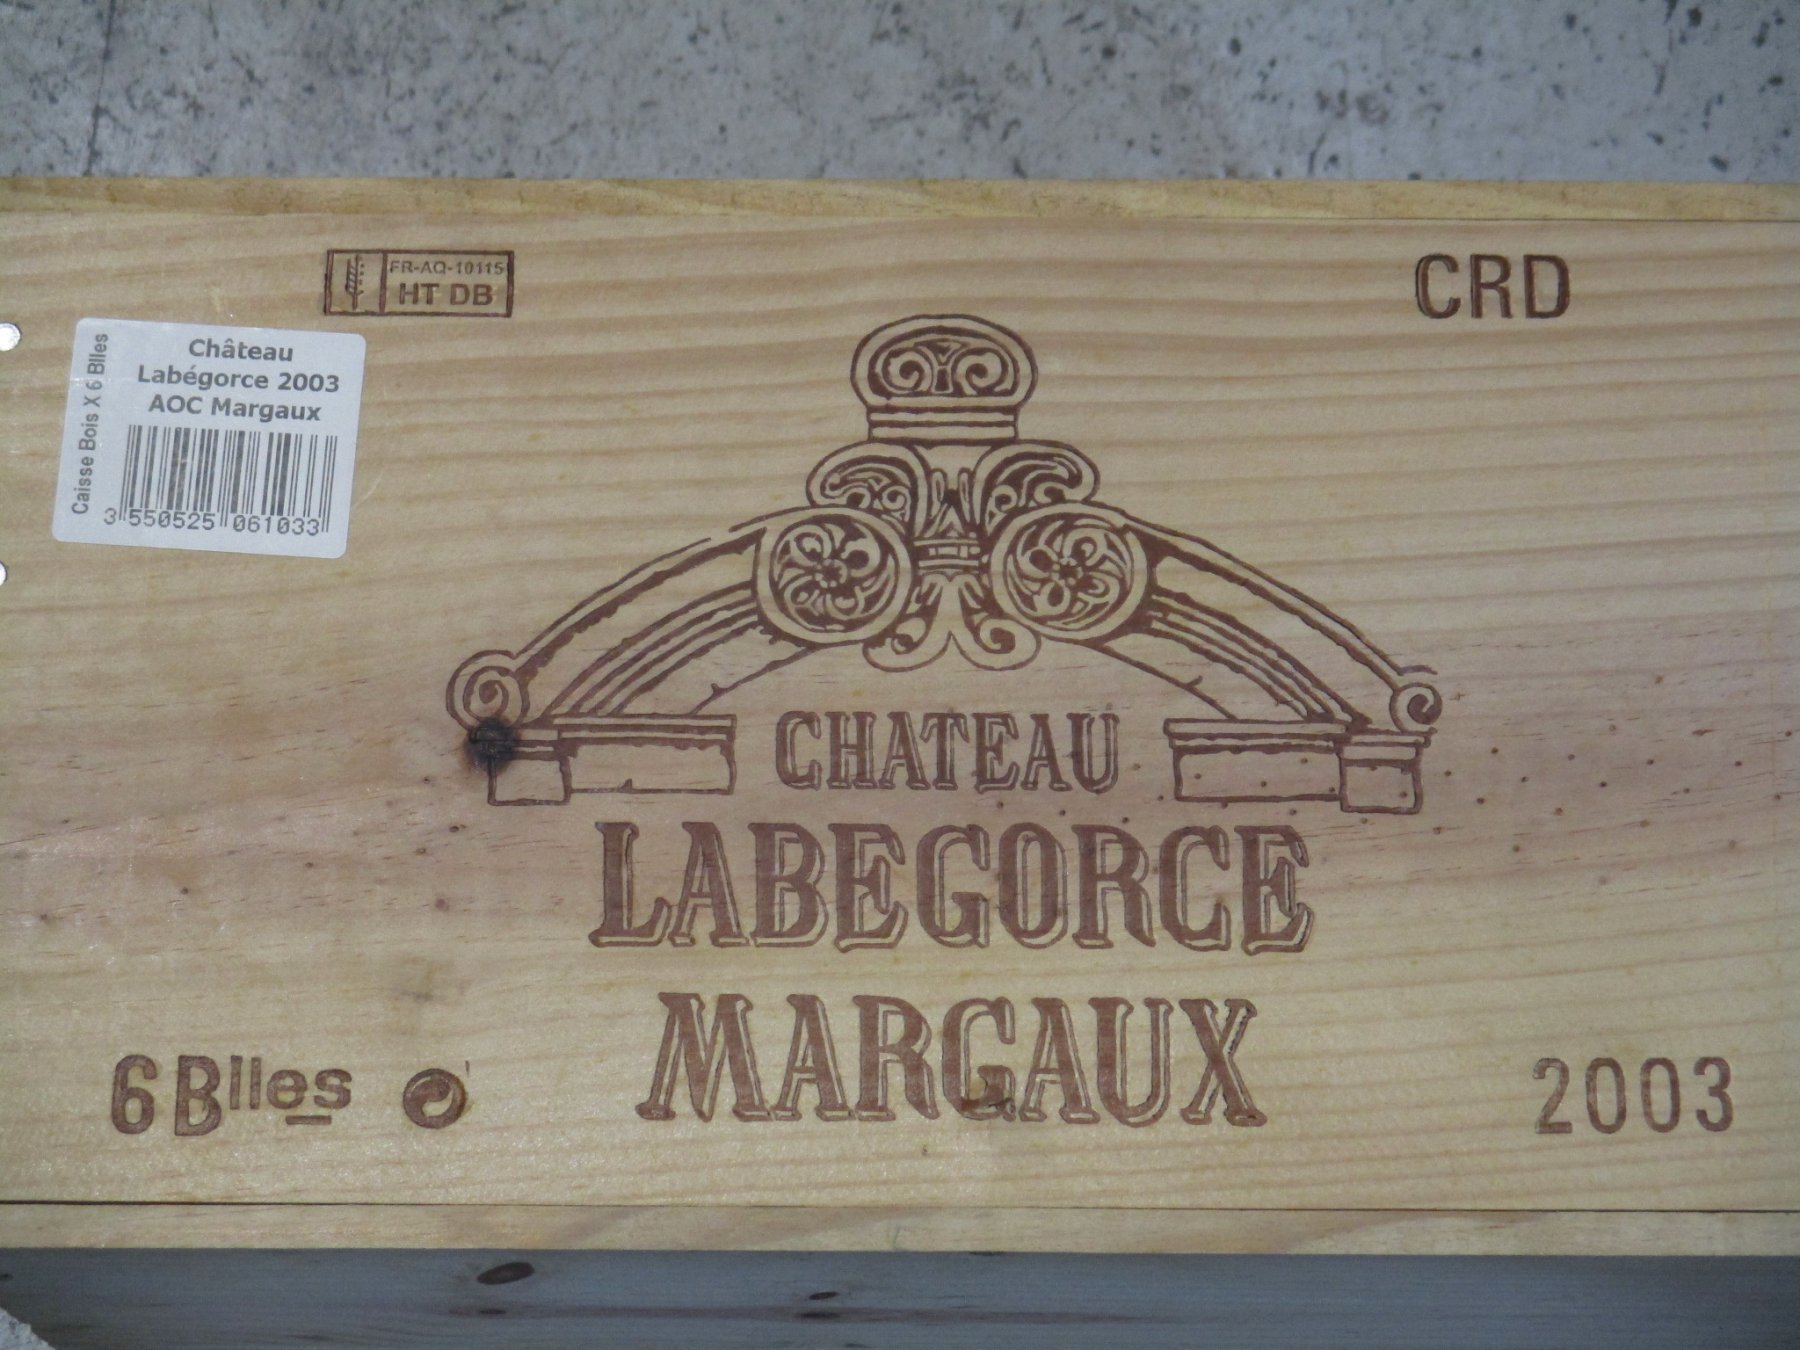 FR-AQ-10115
HT DB
CRD
Château
Labégorce 2003
AOC Margaux
Caisse Bois X 6 Blles
3 550525 061033
CHATEAU
LABEGORCE
MARGAUX
6 Blles
2003